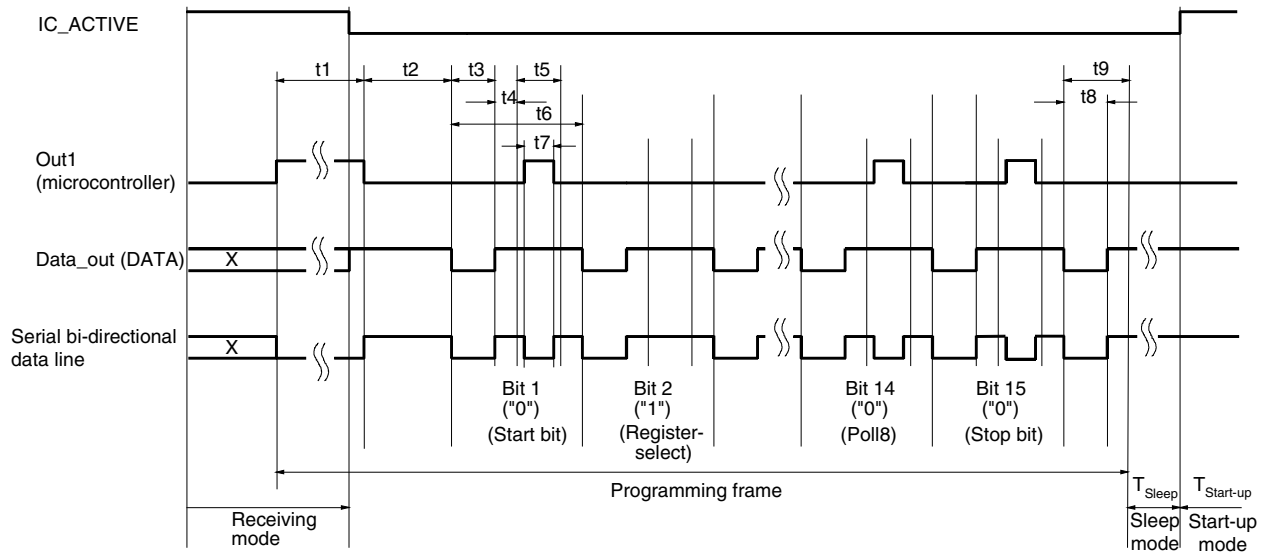 IC_ACTIVE
t1
t2
t3
t5
t9
t4
t8
t6
t7
Out1
(microcontroller)
Data_out (DATA)
X
Serial bi-directional
data line
X
Bit 1
("0")
(Start bit)
Bit 2
("1")
(Register-
select)
Bit 14
("0")
(Poll8)
Bit 15
("0")
(Stop bit)
Programming frame
Receiving
mode
TSleep
Sleep
mode
TStart-up
Start-up
mode